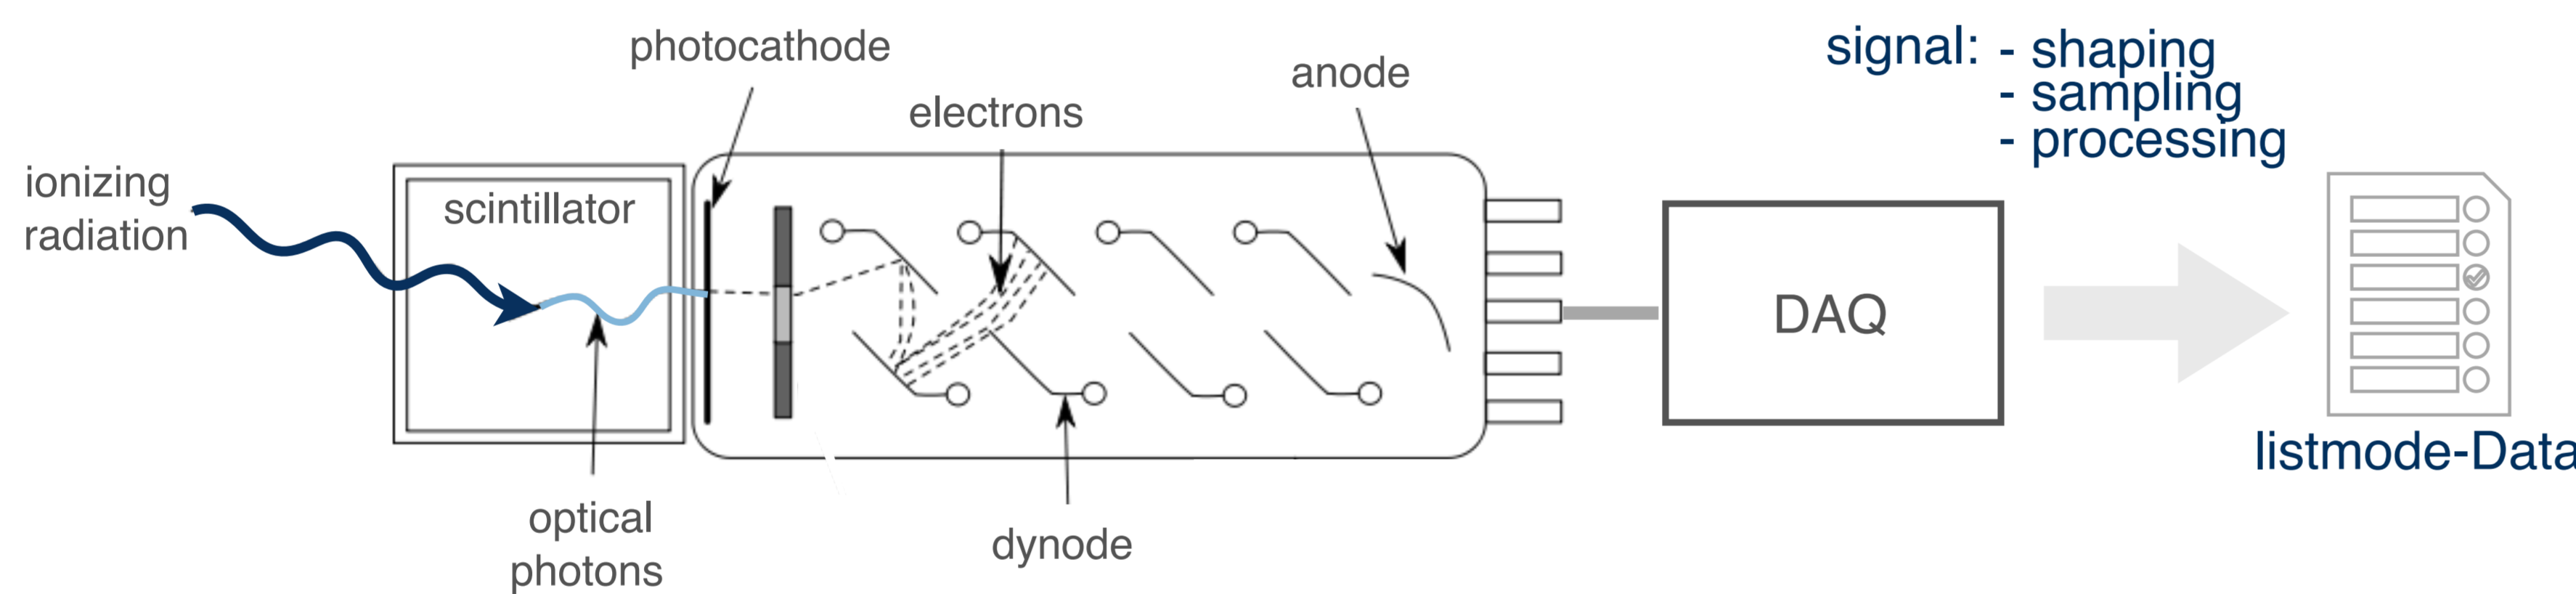 ionizing
radiation
scintillator
optical
photons
photocathode
electrons
dynode
anode
DAQ
signal: - shaping
- sampling
- processing
listmode-Data